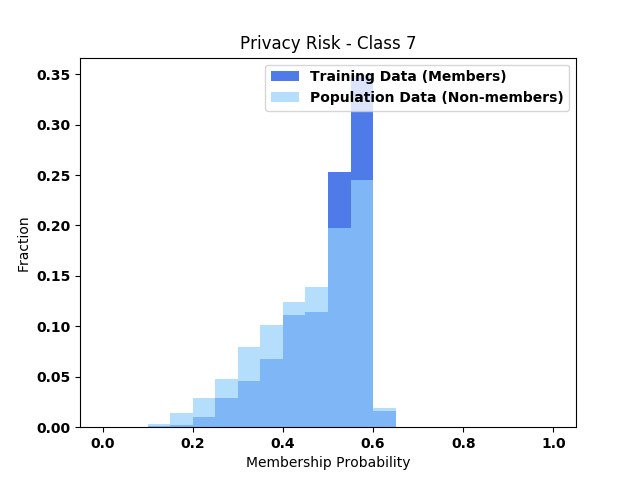 Privacy Risk - Class 7
Training Data (Members)
Population Data (Non-members)
Fraction
0.35
0.30
0.25
0.20
0.15
0.10
0.05
0.00
0.0 0.2 0.4 0.6 0.8 1.0
Membership Probability